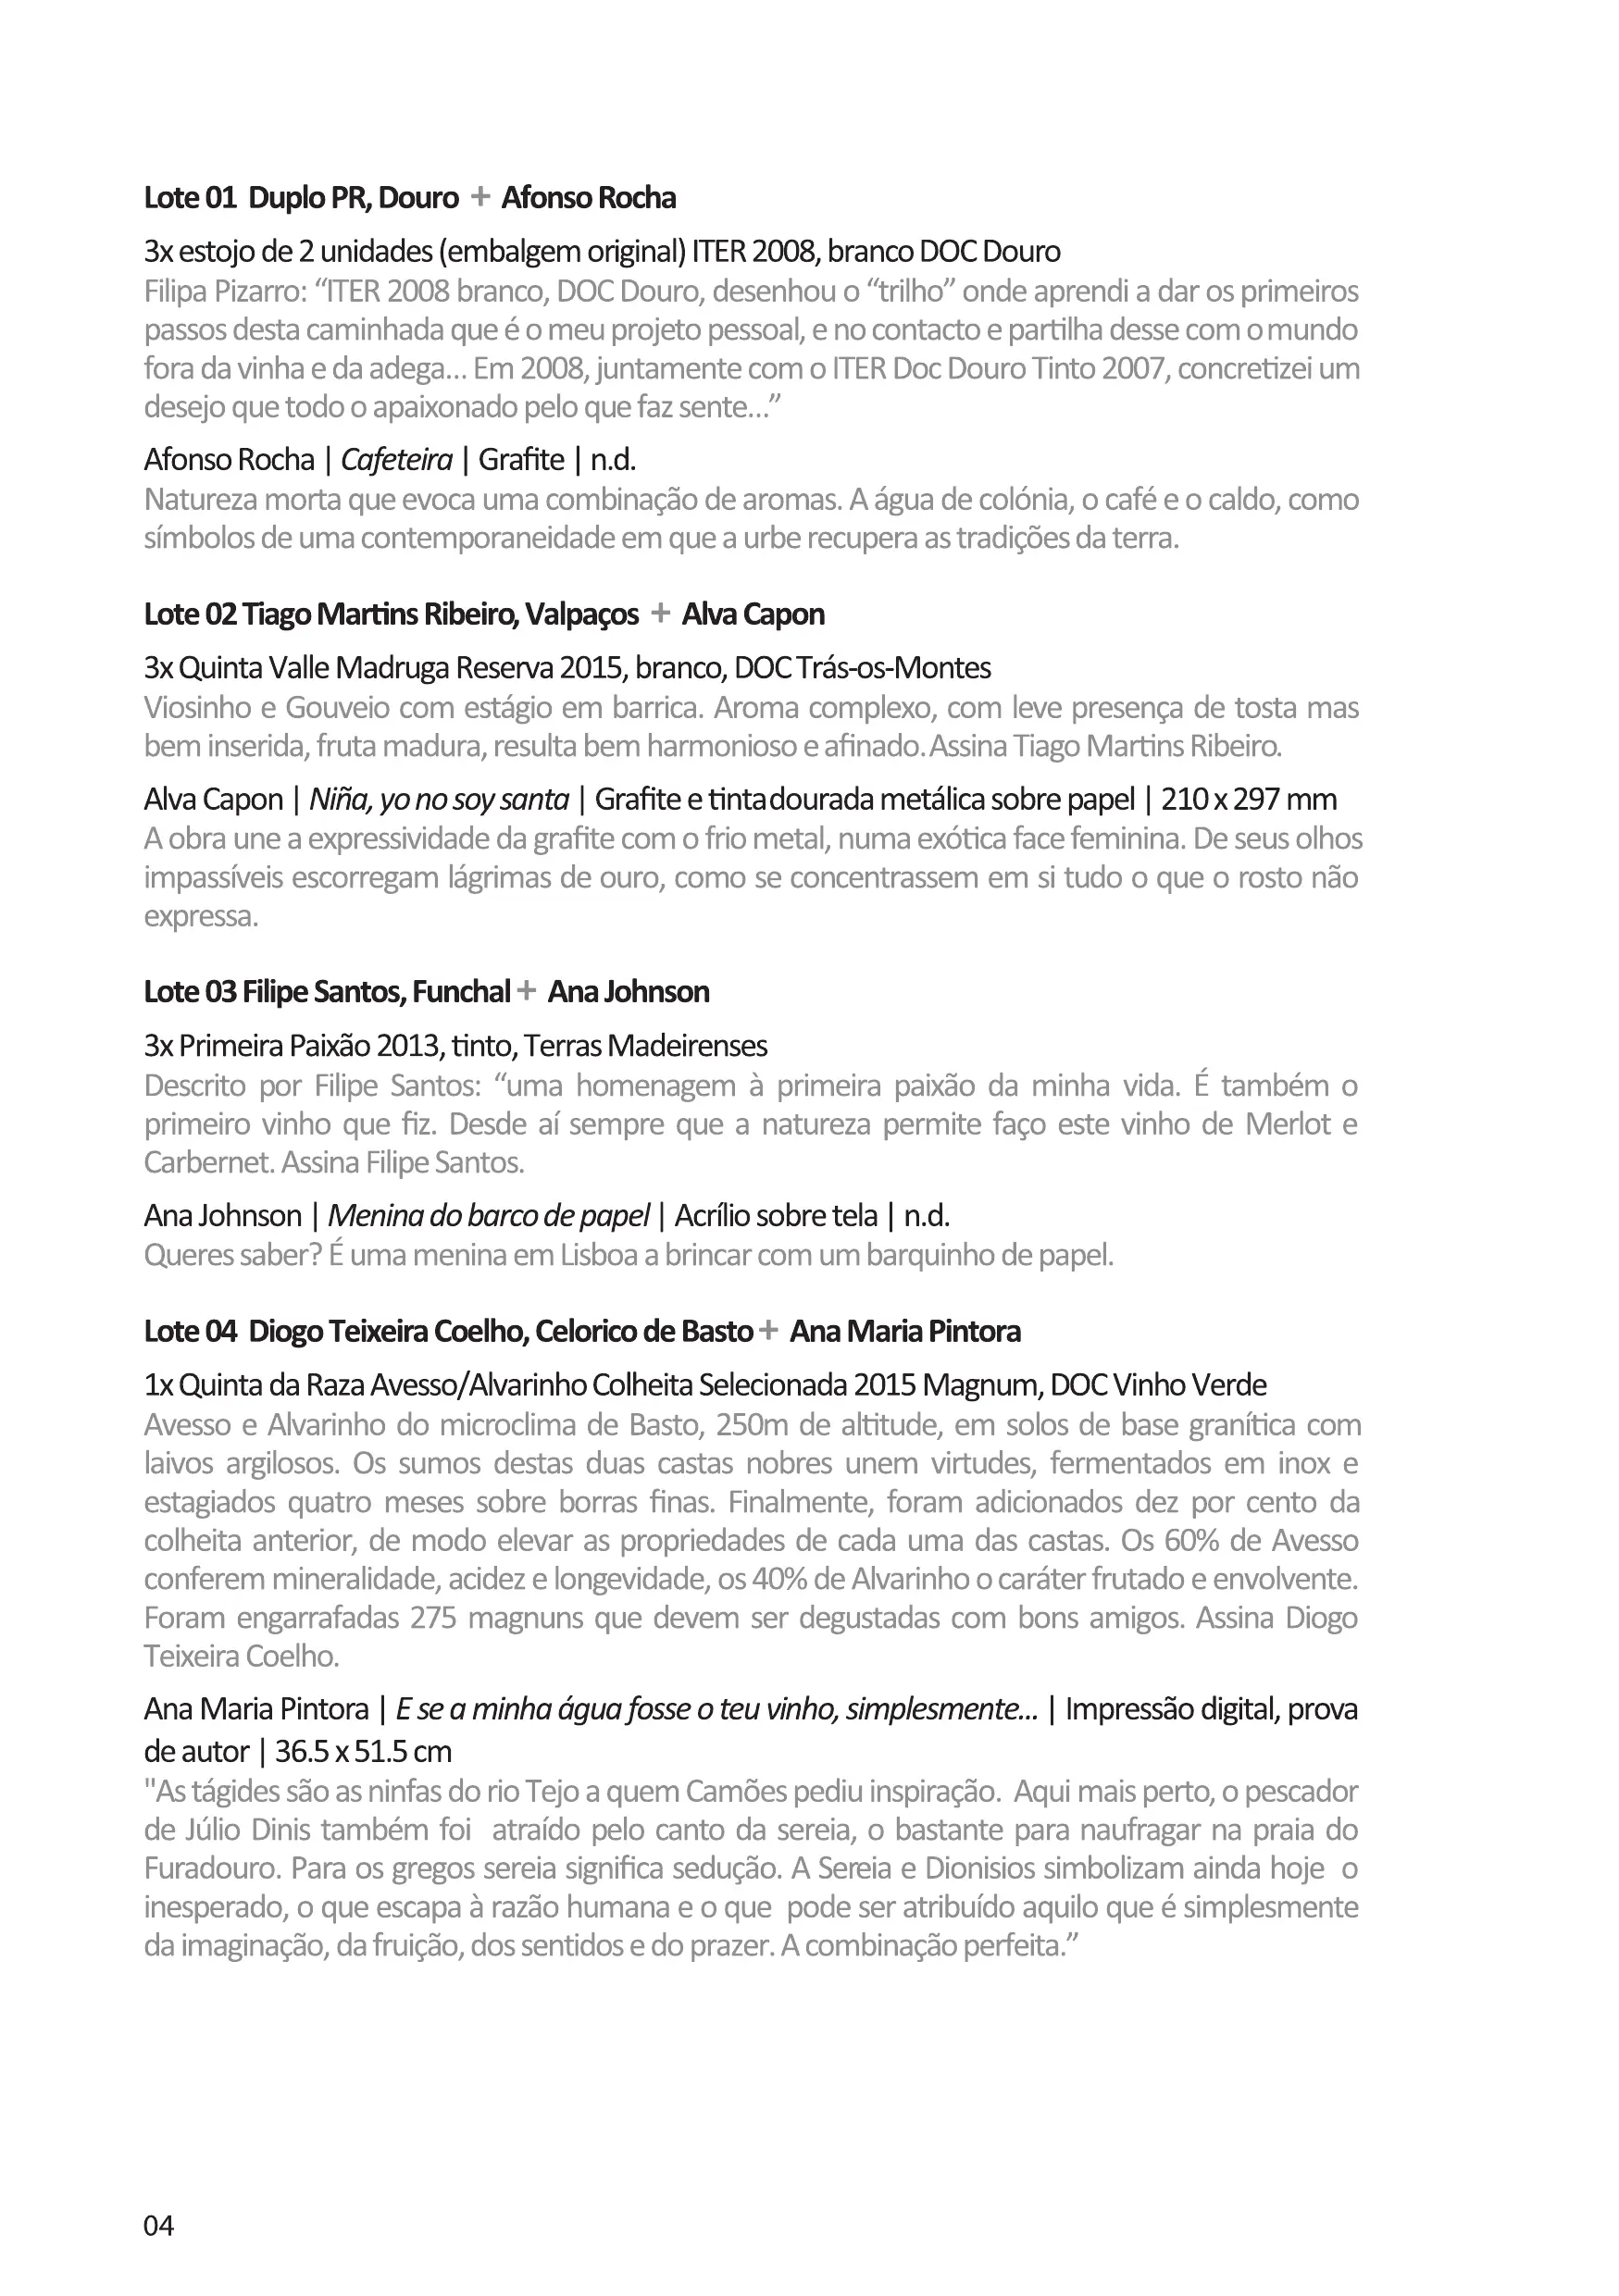 Lote 01 Duplo PR, Douro + Afonso Rocha
3x estojo de 2 unidades (embalgem original) ITER 2008, branco DOC Douro
Filipa Pizarro: “ITER 2008 branco, DOC Douro, desenhou o “trilho” onde aprendi a dar os primeiros
passos desta caminhada que é o meu projeto pessoal, e no contacto e partilha desse com o mundo
fora da vinha e da adega... Em 2008, juntamente com o ITER Doc Douro Tinto 2007, concretizei um
desejo que todo o apaixonado pelo que faz sente...”
Afonso Rocha | Cafeteira | Grafite | n.d.
Natureza morta que evoca uma combinação de aromas. A água de colónia, o café e o caldo, como
símbolos de uma contemporaneidade em que a urbe recupera as tradições da terra.
Lote 02 Tiago Martins Ribeiro, Valpaços + Alva Capon
3x Quinta Valle Madruga Reserva 2015, branco, DOC Trás-os-Montes
Viosinho e Gouveio com estágio em barrica. Aroma complexo, com leve presença de tosta mas
bem inserida, fruta madura, resulta bem harmonioso e afinado.Assina Tiago Martins Ribeiro.
Alva Capon | Niña, yo no soy santa | Grafite e tintadourada metálica sobre papel | 210 x 297 mm
A obra une a expressividade da grafite com o frio metal, numa exótica face feminina. De seus olhos
impassíveis escorregam lágrimas de ouro, como se concentrassem em si tudo o que o rosto não
expressa.
Lote 03 Filipe Santos, Funchal + Ana Johnson
3x Primeira Paixão 2013, tinto, Terras Madeirenses
Descrito por Filipe Santos: “uma homenagem à primeira paixão da minha vida. É também o
primeiro vinho que fiz. Desde aí sempre que a natureza permite faço este vinho de Merlot e
Carbernet. Assina Filipe Santos.
Ana Johnson | Menina do barco de papel | Acrílio sobre tela | n.d.
Queres saber? É uma menina em Lisboa a brincar com um barquinho de papel.
Lote 04 Diogo Teixeira Coelho, Celorico de Basto + Ana Maria Pintora
1x Quinta da Raza Avesso/Alvarinho Colheita Selecionada 2015 Magnum, DOC Vinho Verde
Avesso e Alvarinho do microclima de Basto, 250m de altitude, em solos de base granítica com
laivos argilosos. Os sumos destas duas castas nobres unem virtudes, fermentados em inox e
estagiados quatro meses sobre borras finas. Finalmente, foram adicionados dez por cento da
colheita anterior, de modo elevar as propriedades de cada uma das castas. Os 60% de Avesso
conferem mineralidade, acidez e longevidade, os 40% de Alvarinho o caráter frutado e envolvente.
Foram engarrafadas 275 magnuns que devem ser degustadas com bons amigos. Assina Diogo
Teixeira Coelho.
Ana Maria Pintora | E se a minha água fosse o teu vinho, simplesmente... | Impressão digital, prova
de autor | 36.5 x 51.5 cm
"As tágides são as ninfas do rio Tejo a quem Camões pediu inspiração. Aqui mais perto, o pescador
de Júlio Dinis também foi atraído pelo canto da sereia, o bastante para naufragar na praia do
Furadouro. Para os gregos sereia significa sedução. A Sereia e Dionisios simbolizam ainda hoje o
inesperado, o que escapa à razão humana e o que pode ser atribuído aquilo que é simplesmente
da imaginação, da fruição, dos sentidos e do prazer. A combinação perfeita.”
04